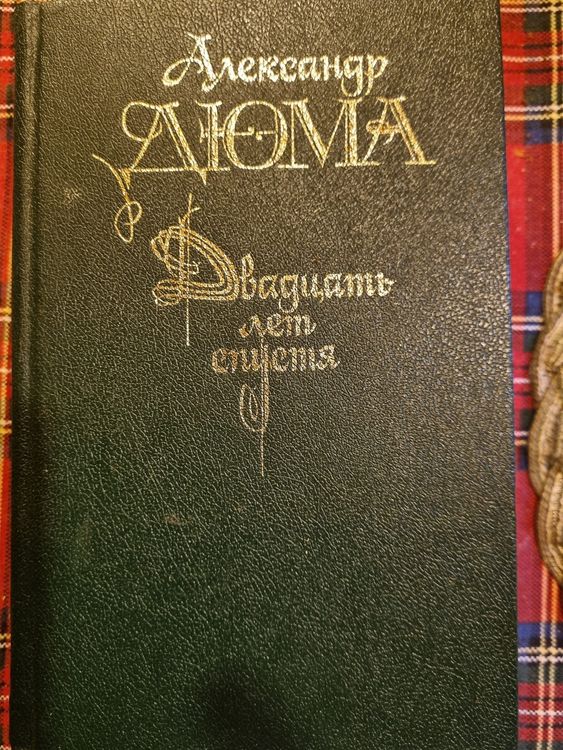 Александр
ДЮМА
Двадцать
лет
спустя